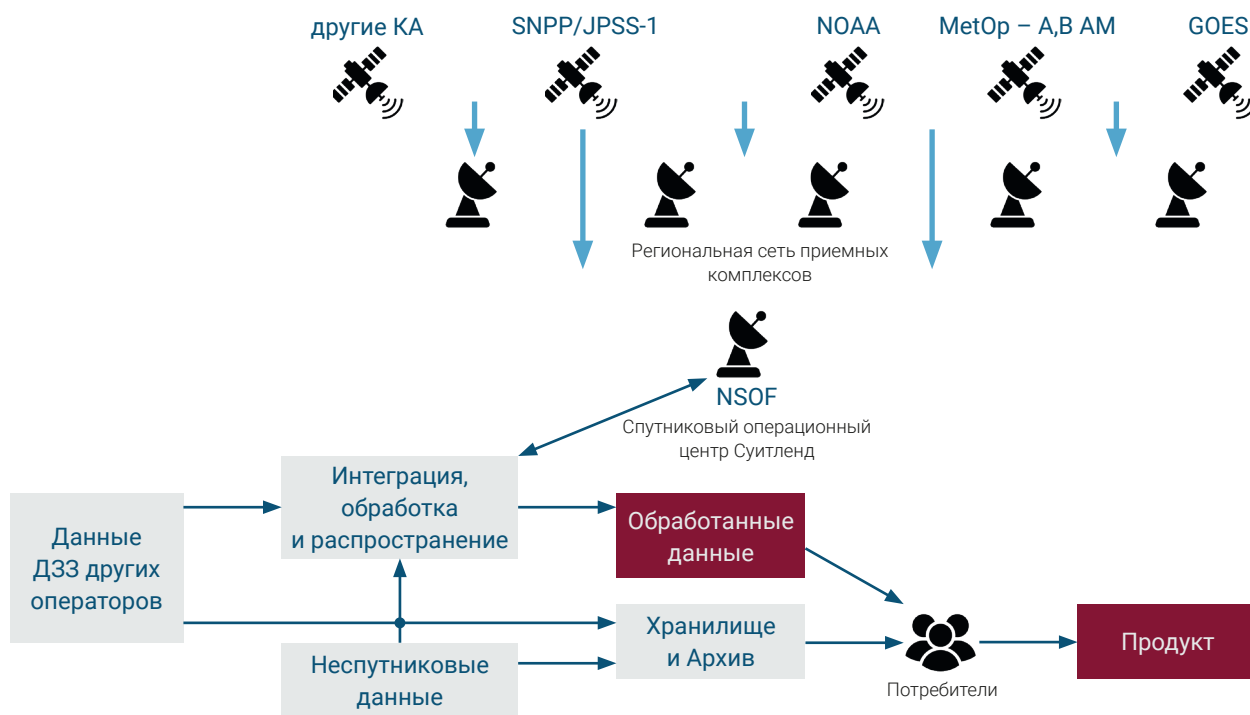 другие КА
SNPP/JPSS-1
NOAA
MetOp – A,B AM
GOES
Региональная сеть приемных
комплексов
NSOF
Спутниковый операционный
центр Суитленд
Интеграция,
обработка
и распространение
Данные
ДЗЗ других
операторов
Обработанные
данные
Хранилище
и Архив
Неспутниковые
данные
Потребители
Продукт